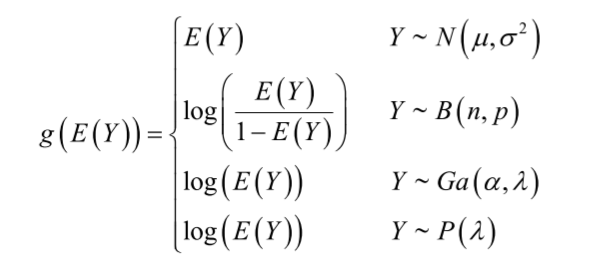 g(E(Y)) = { E(Y) Y ~ N(μ,σ²)
log(E(Y) / 1 − E(Y)) Y ~ B(n, p)
log(E(Y)) Y ~ Ga(α,λ)
log(E(Y)) Y ~ P(λ)